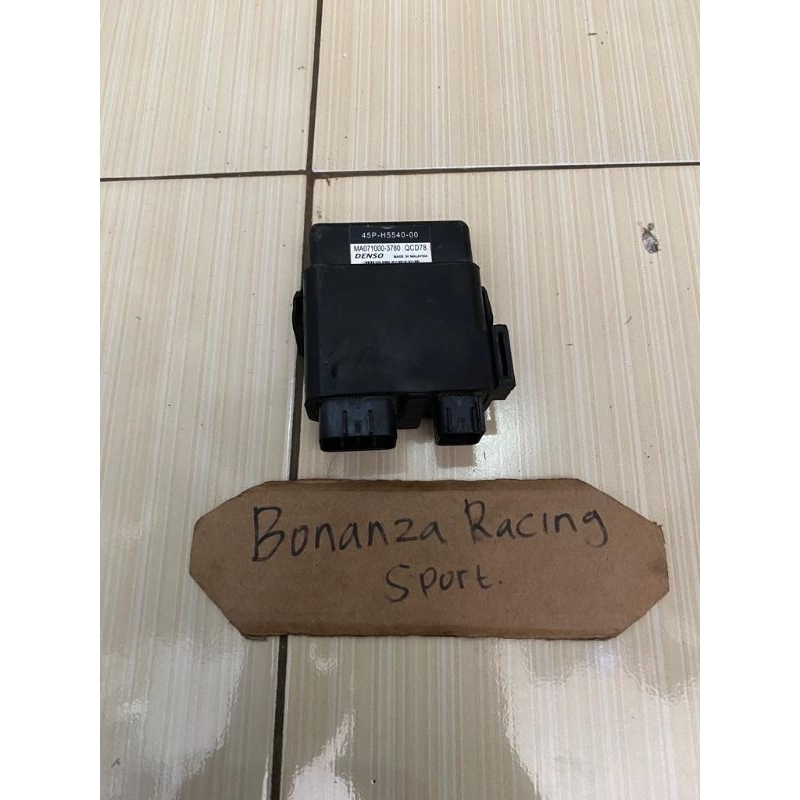 45P-H5540-00
MA071000-3780 QCD78
DENSO MADE IN MALAYSIA
Bonanza Racing
Sport.